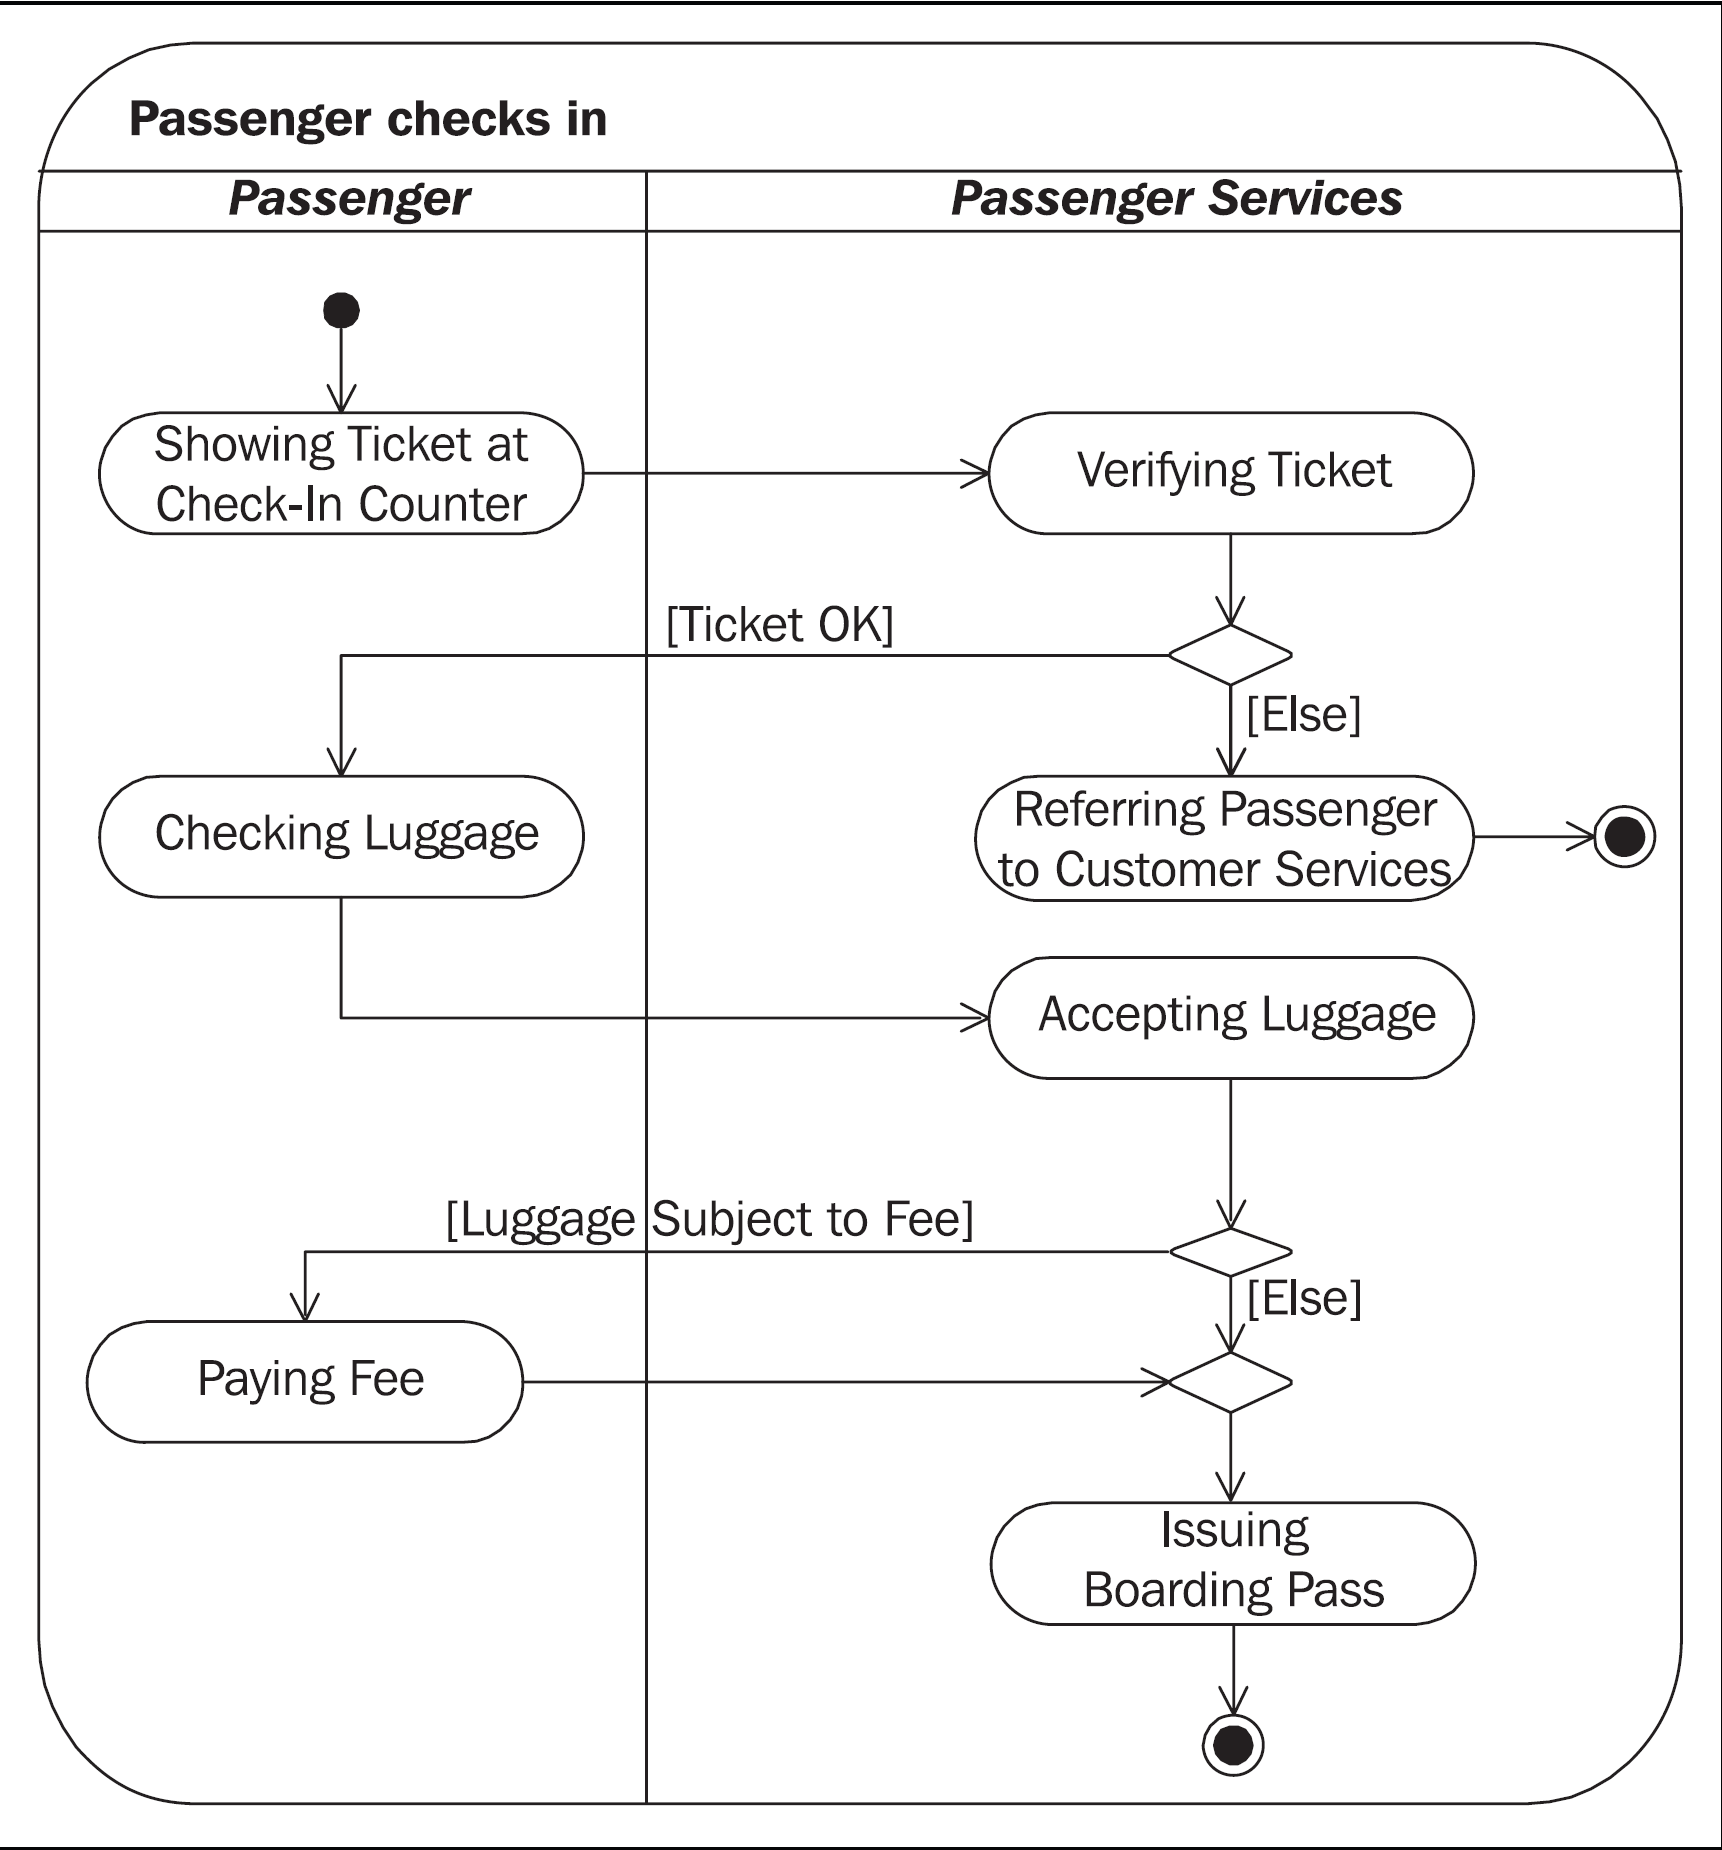 Passenger checks in
Passenger
Passenger Services
Showing Ticket at
Check-In Counter
Verifying Ticket
[Ticket OK]
[Else]
Checking Luggage
Referring Passenger
to Customer Services
Accepting Luggage
[Luggage Subject to Fee]
[Else]
Paying Fee
Issuing
Boarding Pass